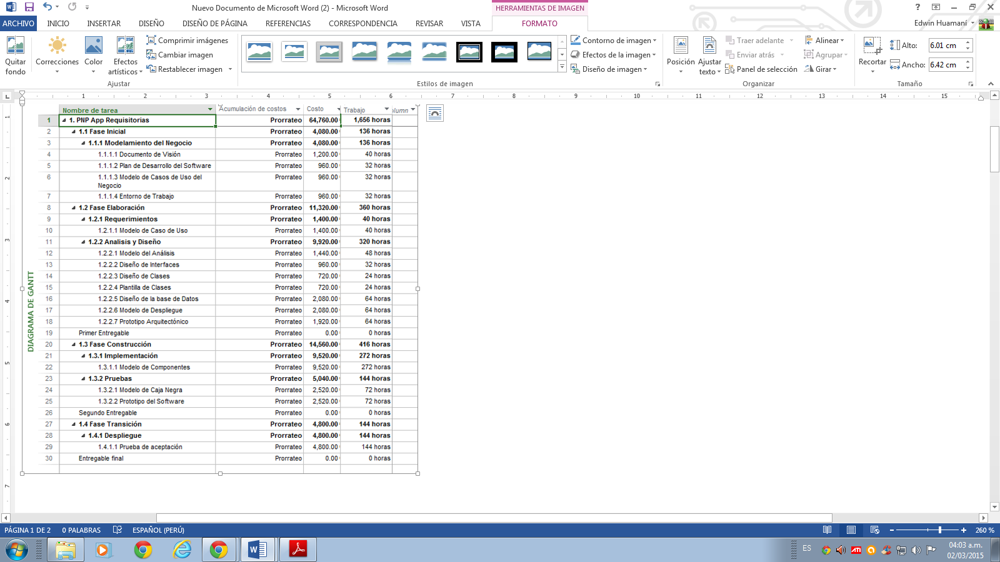 Nuevo Documento de Microsoft Word (2) - Microsoft Word
HERRAMIENTAS DE IMAGEN
ARCHIVO INICIO INSERTAR DISEÑO DISEÑO DE PÁGINA REFERENCIAS CORRESPONDENCIA REVISAR VISTA FORMATO Edwin Huamaní
Quitar fondo
Correcciones
Color
Efectos artísticos
Comprimir imágenes
Cambiar imagen
Restablecer imagen
Ajustar
Estilos de imagen
Contorno de imagen
Efectos de la imagen
Diseño de imagen
Posición
Ajustar texto
Traer adelante
Enviar atrás
Panel de selección
Alinear
Agrupar
Girar
Organizar
Recortar
Alto: 6.01 cm
Ancho: 6.42 cm
Tamaño
1 2 3 4 5 6 7 8 9 10 11 12 13 14 15
1 2 3 4 5 6 7
DIAGRAMA DE GANTT
Nombre de tarea Acumulación de costos Costo Trabajo
1 1. PNP App Requisitorias Prorrateo 64,760.00 1,656 horas
2 1.1 Fase Inicial Prorrateo 4,080.00 136 horas
3 1.1.1 Modelamiento del Negocio Prorrateo 4,080.00 136 horas
4 1.1.1.1 Documento de Visión Prorrateo 1,200.00 40 horas
5 1.1.1.2 Plan de Desarrollo del Software Prorrateo 960.00 32 horas
6 1.1.1.3 Modelo de Casos de Uso del Prorrateo 960.00 32 horas
Negocio
7 1.1.1.4 Entorno de Trabajo Prorrateo 960.00 32 horas
8 1.2 Fase Elaboración Prorrateo 11,320.00 360 horas
9 1.2.1 Requerimientos Prorrateo 1,400.00 40 horas
10 1.2.1.1 Modelo de Caso de Uso Prorrateo 1,400.00 40 horas
11 1.2.2 Analisis y Diseño Prorrateo 9,920.00 320 horas
12 1.2.2.1 Modelo del Análisis Prorrateo 1,440.00 48 horas
13 1.2.2.2 Diseño de Interfaces Prorrateo 960.00 32 horas
14 1.2.2.3 Diseño de Clases Prorrateo 720.00 24 horas
15 1.2.2.4 Plantilla de Clases Prorrateo 720.00 24 horas
16 1.2.2.5 Diseño de la base de Datos Prorrateo 2,080.00 64 horas
17 1.2.2.6 Modelo de Despliegue Prorrateo 2,080.00 64 horas
18 1.2.2.7 Prototipo Arquitectónico Prorrateo 1,920.00 64 horas
19 Primer Entregable Prorrateo 0.00 0 horas
20 1.3 Fase Construcción Prorrateo 14,560.00 416 horas
21 1.3.1 Implementación Prorrateo 9,520.00 272 horas
22 1.3.1.1 Modelo de Componentes Prorrateo 9,520.00 272 horas
23 1.3.2 Pruebas Prorrateo 5,040.00 144 horas
24 1.3.2.1 Modelo de Caja Negra Prorrateo 2,520.00 72 horas
25 1.3.2.2 Prototipo del Software Prorrateo 2,520.00 72 horas
26 Segundo Entregable Prorrateo 0.00 0 horas
27 1.4 Fase Transición Prorrateo 4,800.00 144 horas
28 1.4.1 Despliegue Prorrateo 4,800.00 144 horas
29 1.4.1.1 Prueba de aceptación Prorrateo 4,800.00 144 horas
30 Entregable final Prorrateo 0.00 0 horas
PÁGINA 1 DE 2 0 PALABRAS ESPAÑOL (PERÚ) 260 %
ES ATI 04:03 a.m.
02/03/2015